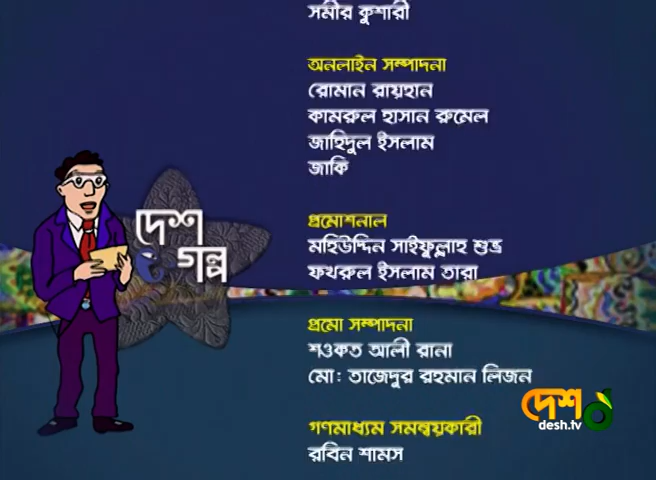 সমীর কুশারী
অনলাইন সম্পাদনা
রোমান রায়হান
কামরুল হাসান রুমেল
জাহিদুল ইসলাম
জাকি
দেশ
ই
গল্প
প্রমোশনাল
মহিউদ্দিন সাইফুল্লাহ শুভ্র
ফখরুল ইসলাম তারা
প্রমো সম্পাদনা
শওকত আলী রানা
মো: তাজেদুর রহমান লিজন
দেশ
desh.tv
গণমাধ্যম সমন্বয়কারী
রবিন শামস